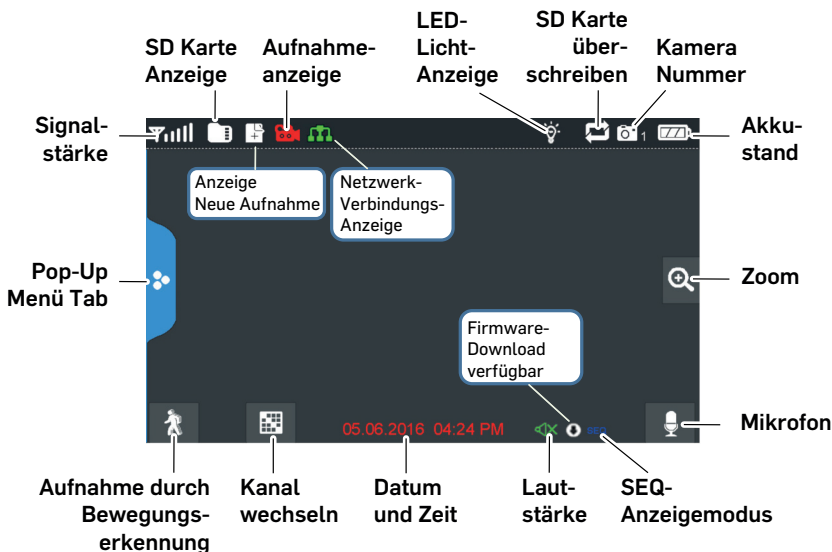 LED-
Licht-
Anzeige
SD Karte
über-
schreiben
SD Karte
Anzeige
Aufnahme-
anzeige
Kamera
Nummer
Signal-
stärke
1
Akku-
stand
Anzeige
Neue Aufnahme
Netzwerk-
Verbindungs-
Anzeige
Pop-Up
Menü Tab
Zoom
Firmware-
Download
verfügbar
05.06.2016 04:24 PM
SEQ
Mikrofon
Aufnahme durch
Bewegungs-
erkennung
Kanal
wechseln
Datum
und Zeit
Laut-
stärke
SEQ-
Anzeigemodus